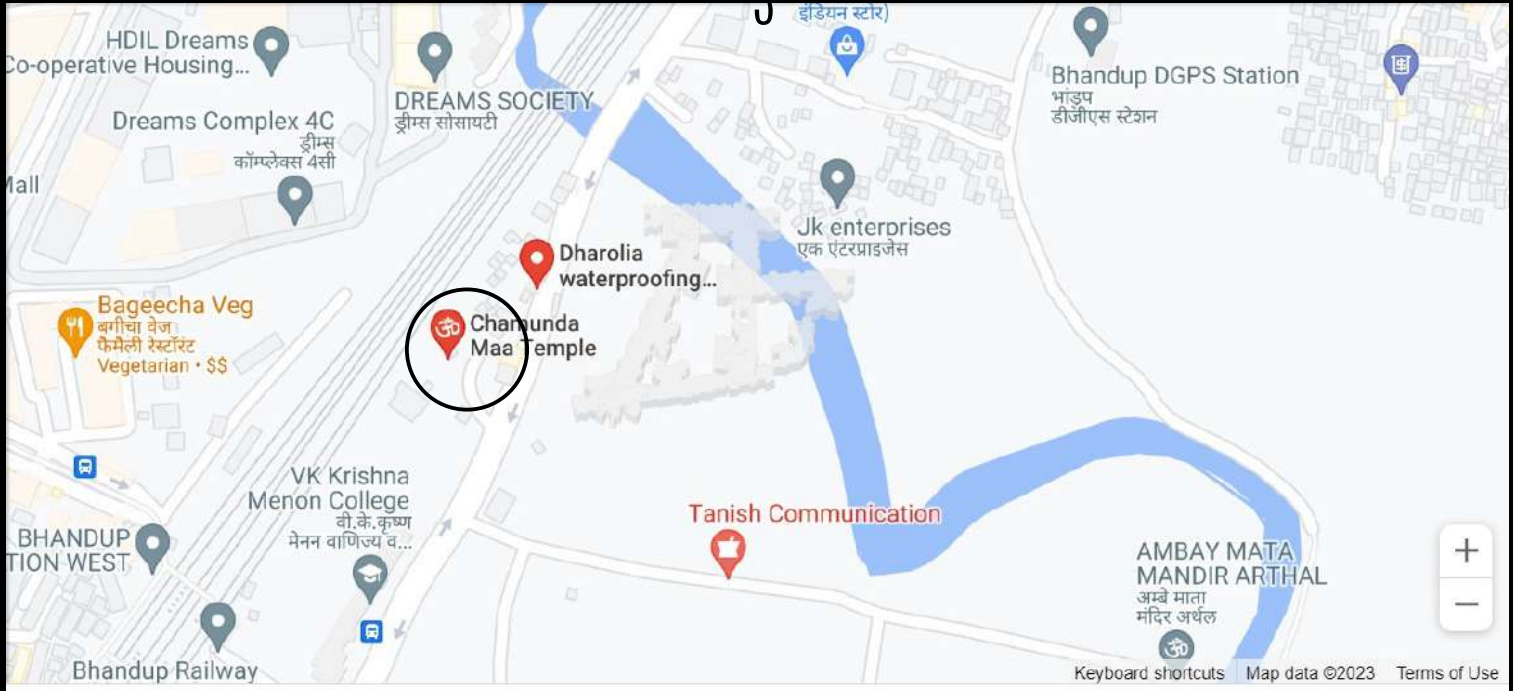 इंडियन स्टोर)
HDIL Dreams
Co-operative Housing...
DREAMS SOCIETY
ड्रीम्स सोसायटी
Bhandup DGPS Station
भांडुप
डीजीएस स्टेशन
Dreams Complex 4C
ड्रीम्स
कॉम्प्लेक्स 4सी
Mall
Jk enterprises
एक एंटरप्राइजेस
Dharolia
waterproofing...
Bageecha Veg
बगीचा वेज
फॅमेली रेस्टॉरंट
Vegetarian • $$
Chamunda
Maa Temple
VK Krishna
Menon College
वी.के.कृष्ण
मेनन वाणिज्य व...
Tanish Communication
BHANDUP
TION WEST
AMBAY MATA
MANDIR ARTHAL
अम्बे माता
मंदिर अर्थल
Bhandup Railway
Keyboard shortcuts Map data ©2023 Terms of Use